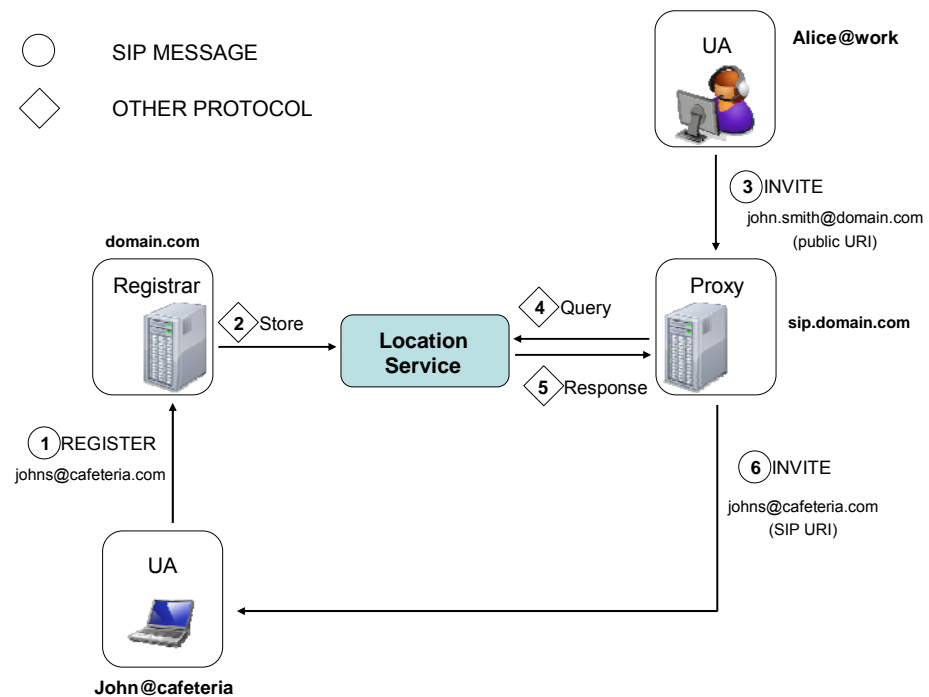 SIP MESSAGE
OTHER PROTOCOL
UA
Alice@work
3 INVITE
john.smith@domain.com
(public URI)
domain.com
Registrar
2 Store
Location
Service
4 Query
5 Response
Proxy
sip.domain.com
1 REGISTER
johns@cafeteria.com
6 INVITE
johns@cafeteria.com
(SIP URI)
UA
John@cafeteria